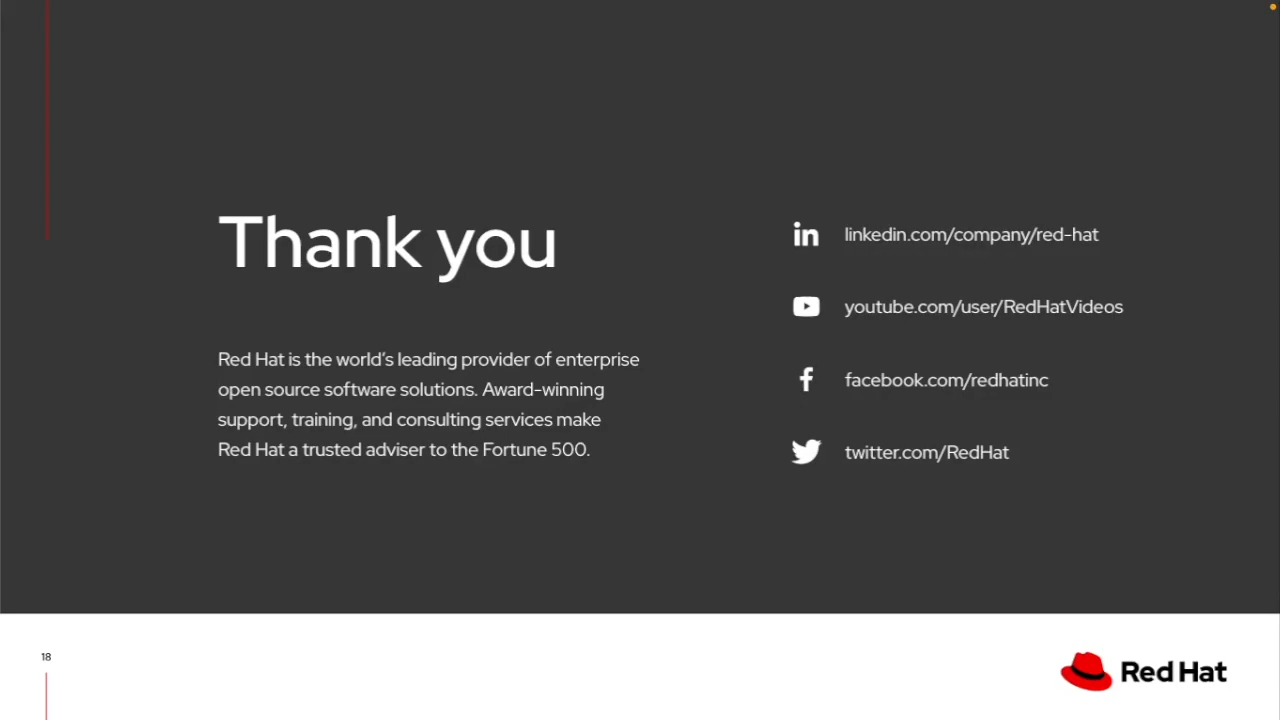 Thank you
Red Hat is the world’s leading provider of enterprise
open source software solutions. Award-winning
support, training, and consulting services make
Red Hat a trusted adviser to the Fortune 500.
linkedin.com/company/red-hat
youtube.com/user/RedHatVideos
facebook.com/redhatinc
twitter.com/RedHat
18
Red Hat